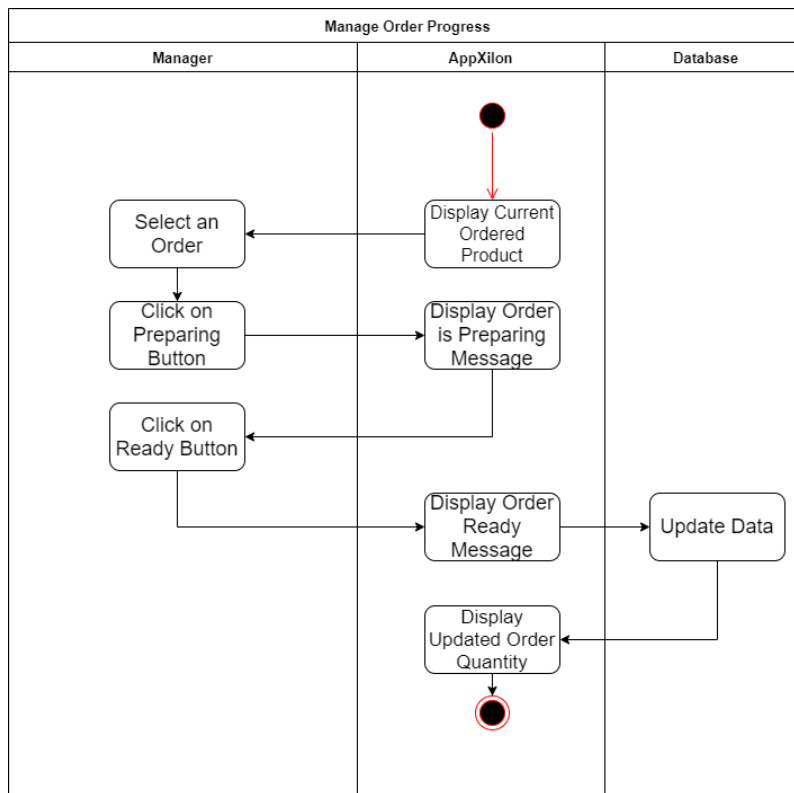 Manage Order Progress
Manager
AppXilon
Database
Select an
Order
Display Current
Ordered
Product
Click on
Preparing
Button
Display Order
is Preparing
Message
Click on
Ready Button
Display Order
Ready
Message
Update Data
Display
Updated Order
Quantity